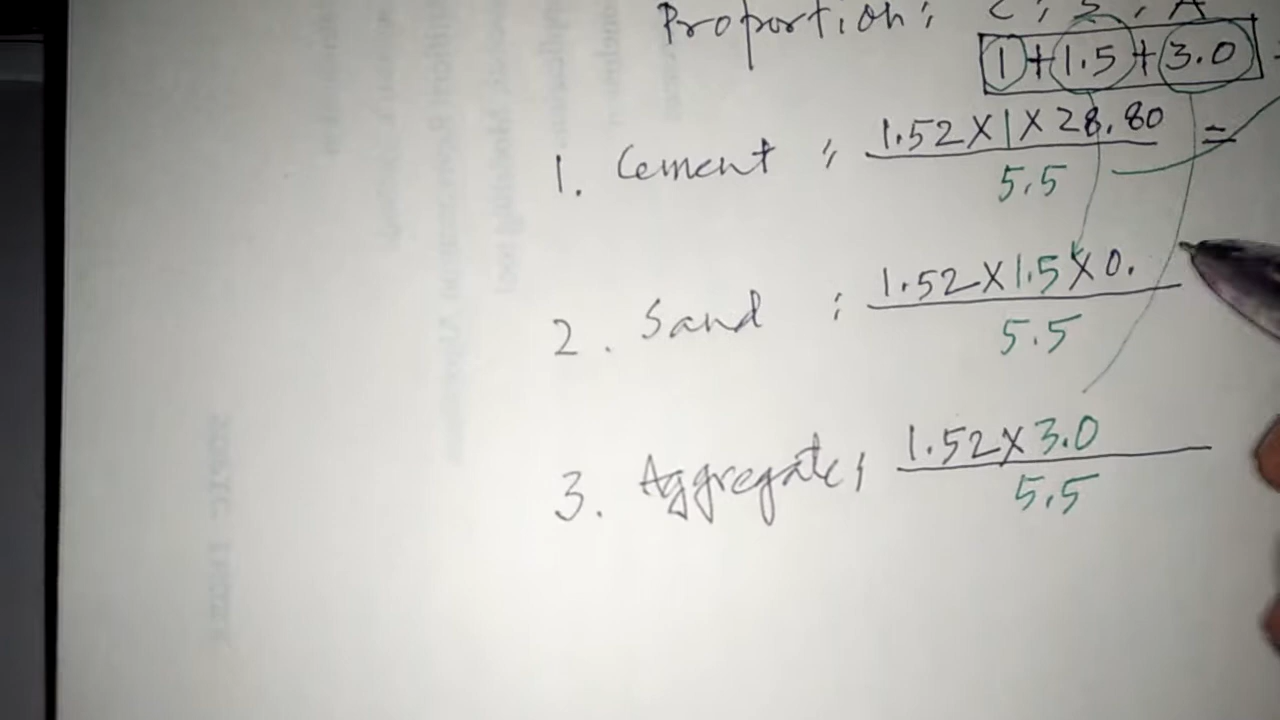 Proportion: C : S : A
1 + 1.5 + 3.0
1. Cement : 1.52 X 1 X 28.80 =
5.5
2. Sand : 1.52 X 1.5 X 0.
5.5
3. Aggregate : 1.52 X 3.0
5.5